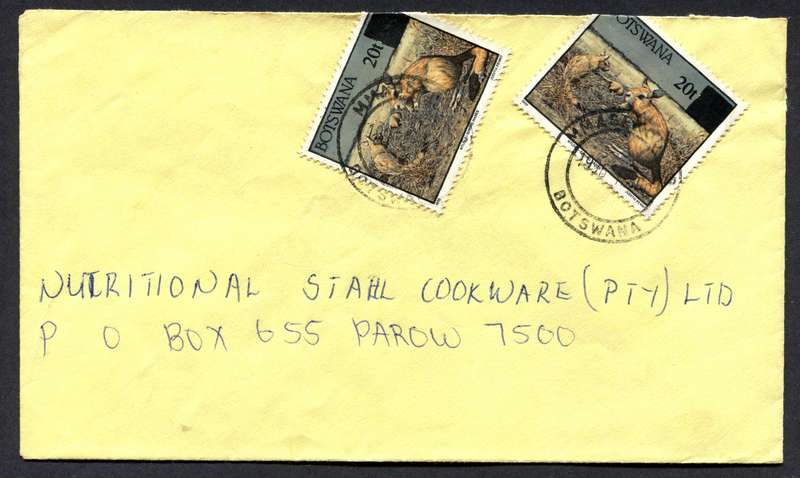 BOTSWANA 20t
BOTSWANA 20t
BOTSWANA
NUTRITIONAL STAHL COOKWARE (PTY) LTD
P O BOX 655 PAROW 7500